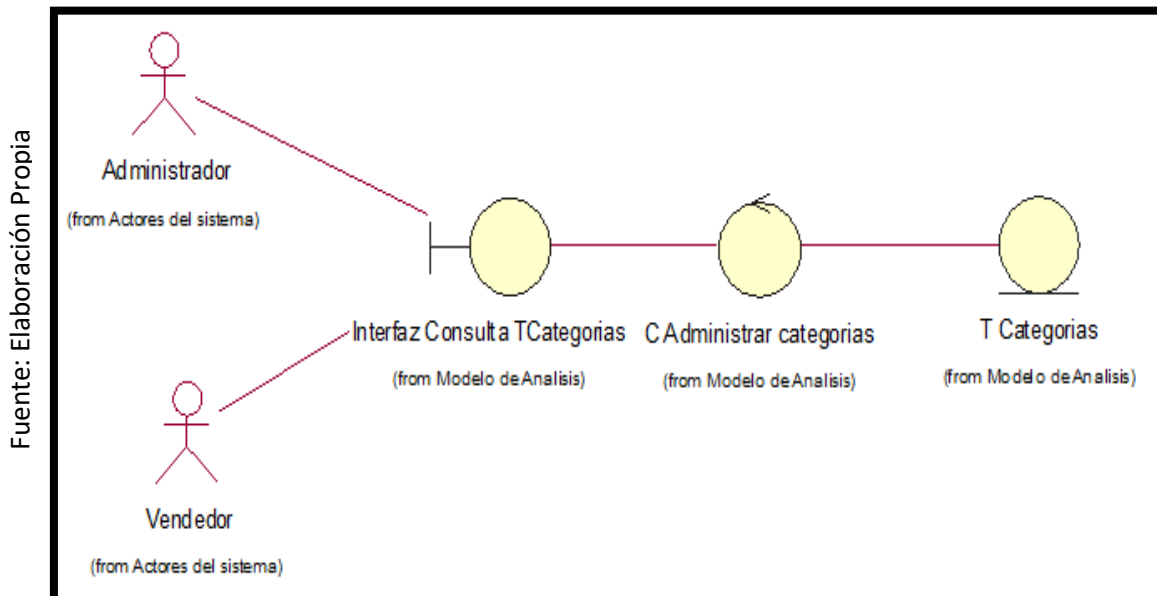 Fuente: Elaboración Propia
Administrador
(from Actores del sistema)
Interfaz Consulta TCategorias
(from Modelo de Analisis)
C Administrar categorias
(from Modelo de Analisis)
T Categorias
(from Modelo de Analisis)
Vendedor
(from Actores del sistema)